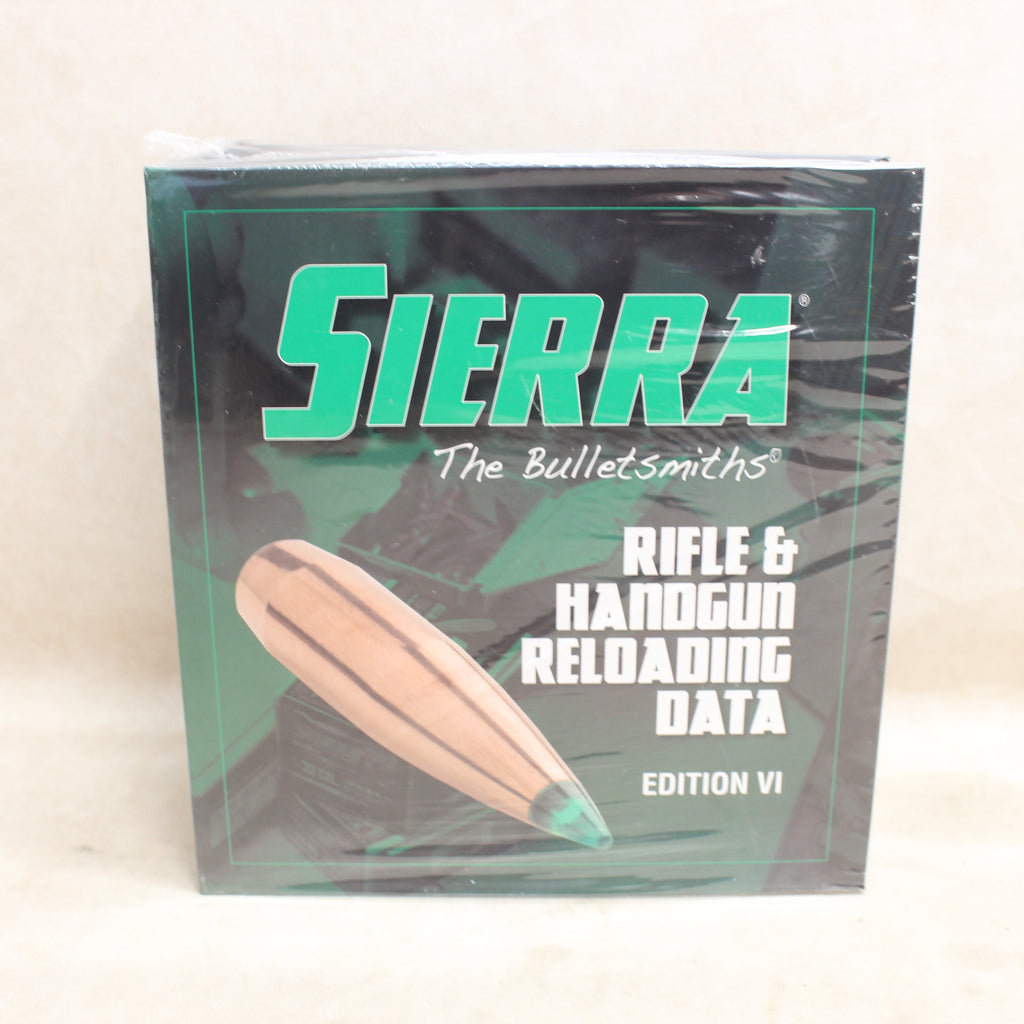 SIERRA®
The Bulletsmiths®
RIFLE &
HANDGUN
RELOADING
DATA
EDITION VI